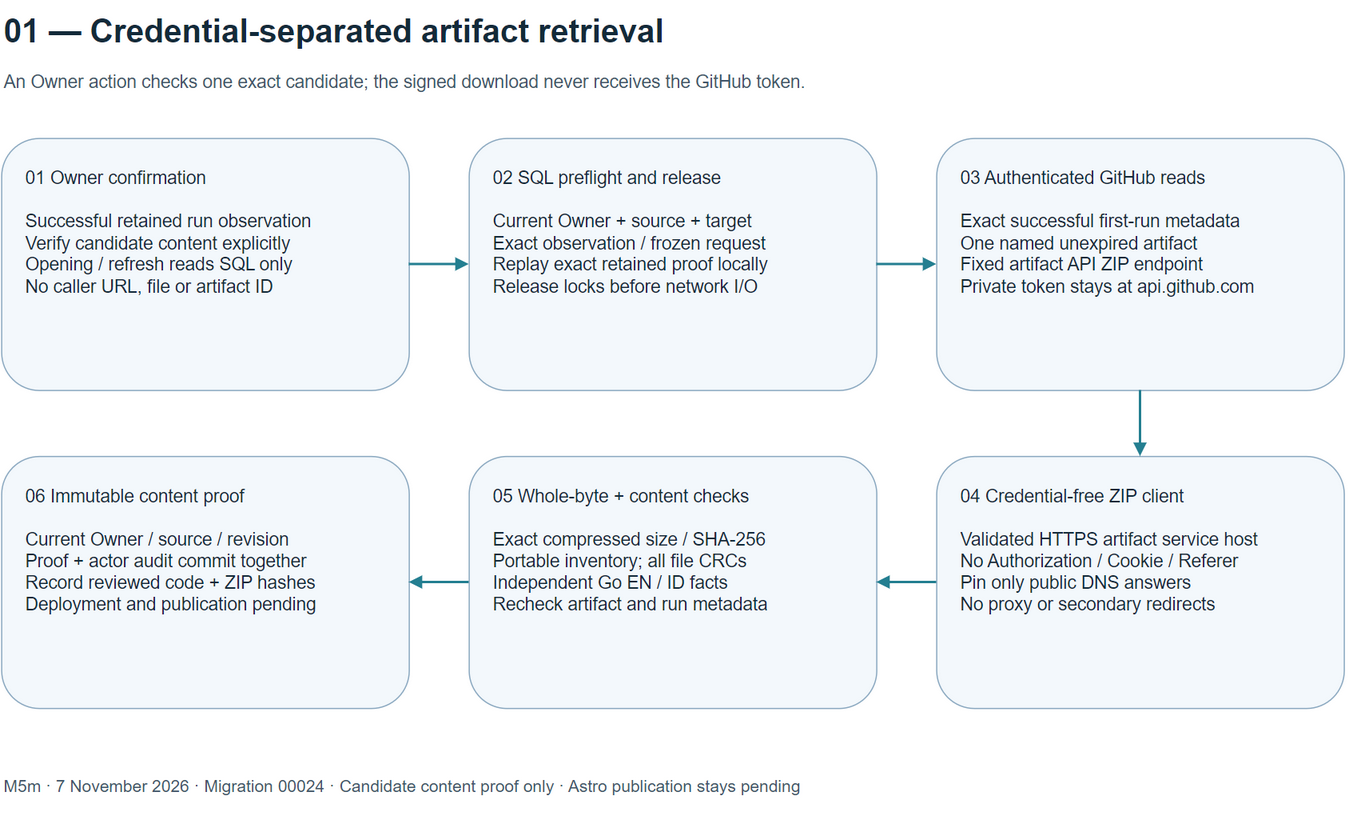 01 — Credential-separated artifact retrieval
An Owner action checks one exact candidate; the signed download never receives the GitHub token.
01 Owner confirmation
Successful retained run observation
Verify candidate content explicitly
Opening / refresh reads SQL only
No caller URL, file or artifact ID
02 SQL preflight and release
Current Owner + source + target
Exact observation / frozen request
Replay exact retained proof locally
Release locks before network I/O
03 Authenticated GitHub reads
Exact successful first-run metadata
One named unexpired artifact
Fixed artifact API ZIP endpoint
Private token stays at api.github.com
04 Credential-free ZIP client
Validated HTTPS artifact service host
No Authorization / Cookie / Referer
Pin only public DNS answers
No proxy or secondary redirects
05 Whole-byte + content checks
Exact compressed size / SHA-256
Portable inventory; all file CRCs
Independent Go EN / ID facts
Recheck artifact and run metadata
06 Immutable content proof
Current Owner / source / revision
Proof + actor audit commit together
Record reviewed code + ZIP hashes
Deployment and publication pending
M5m · 7 November 2026 · Migration 00024 · Candidate content proof only · Astro publication stays pending